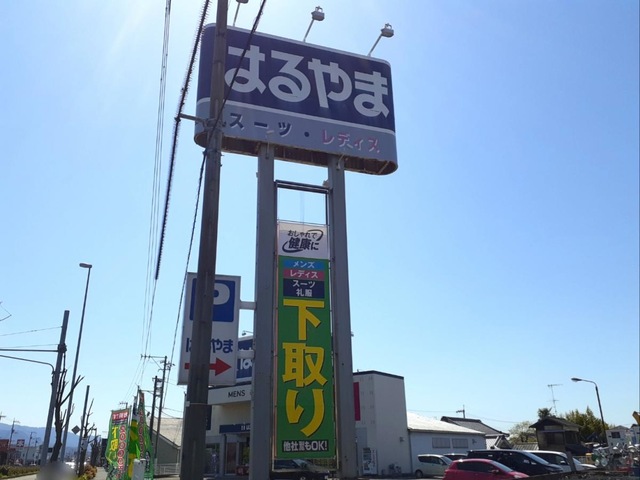 はるやま
スーツ・レディス
おしゃれで
健康に
メンズ
レディス
スーツ
礼服
下取り
他社製もOK!
P
はるやま
MENS